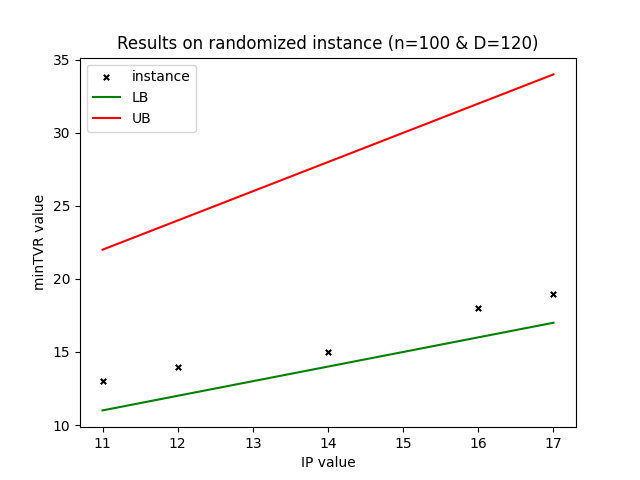 Results on randomized instance (n=100 & D=120)
instance
LB
UB
minTVR value
35
30
25
20
15
10
11 12 13 14 15 16 17
IP value